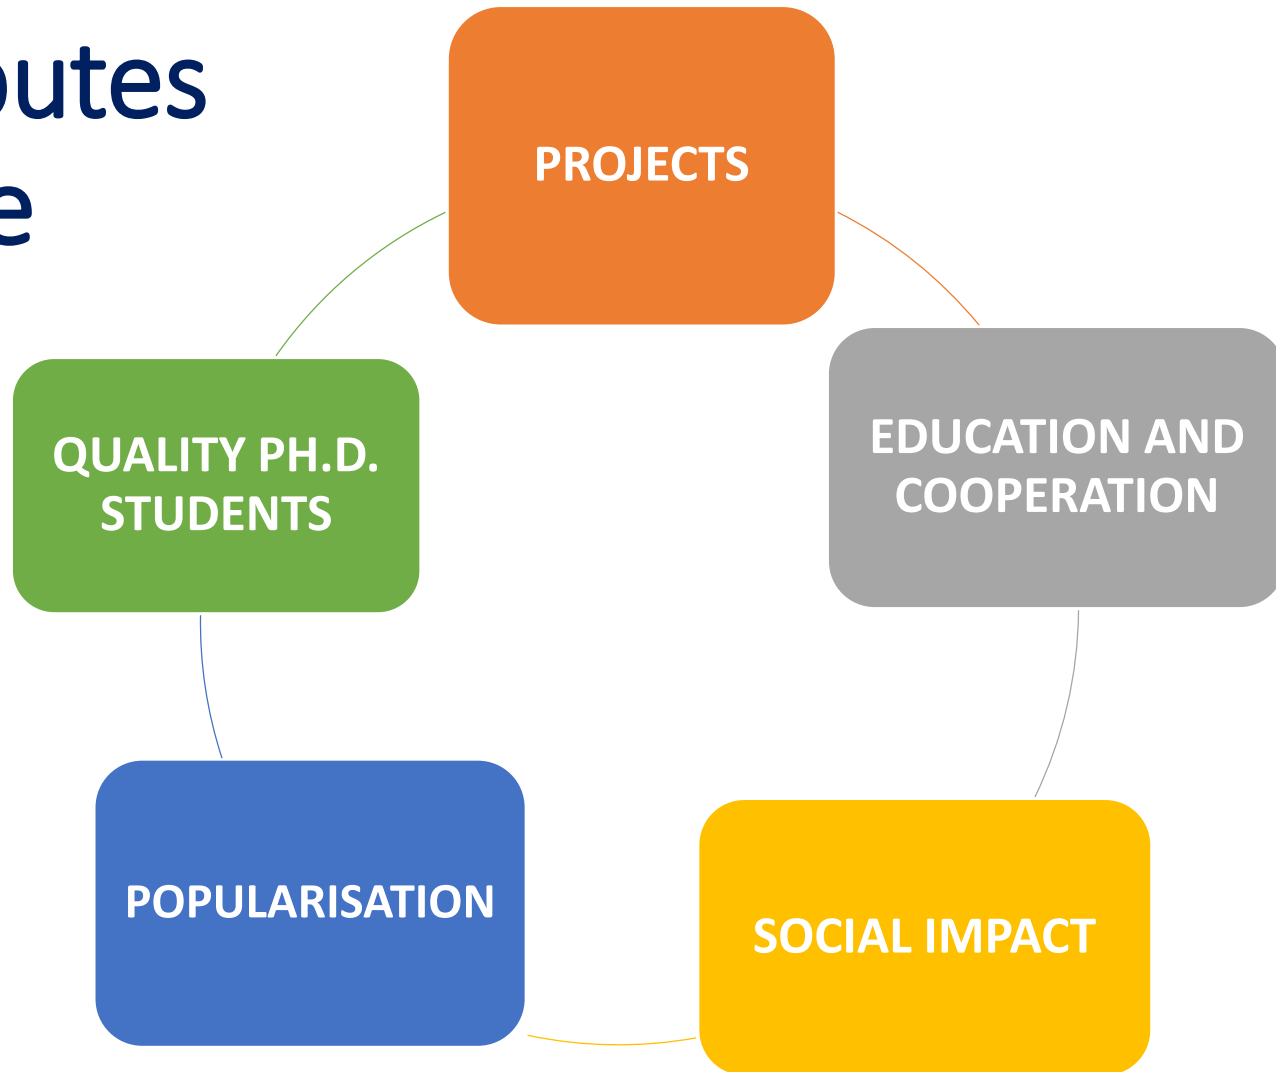 PROJECTS
EDUCATION AND
COOPERATION
SOCIAL IMPACT
POPULARISATION
QUALITY PH.D.
STUDENTS